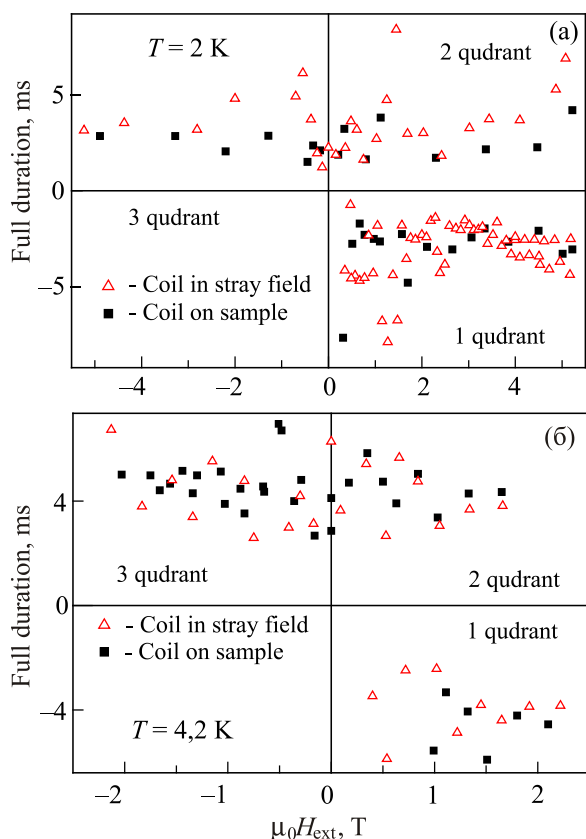 (a)
T = 2 K
2 qudrant
Full duration, ms
5
0
−5
3 qudrant
- Coil in stray field
- Coil on sample
1 qudrant
−4 −2 0 2 4
(б)
8
4
0
−4
Full duration, ms
3 qudrant
2 qudrant
- Coil in stray field
- Coil on sample
1 qudrant
T = 4,2 K
−2 −1 0 1 2
μ₀H_ext, T